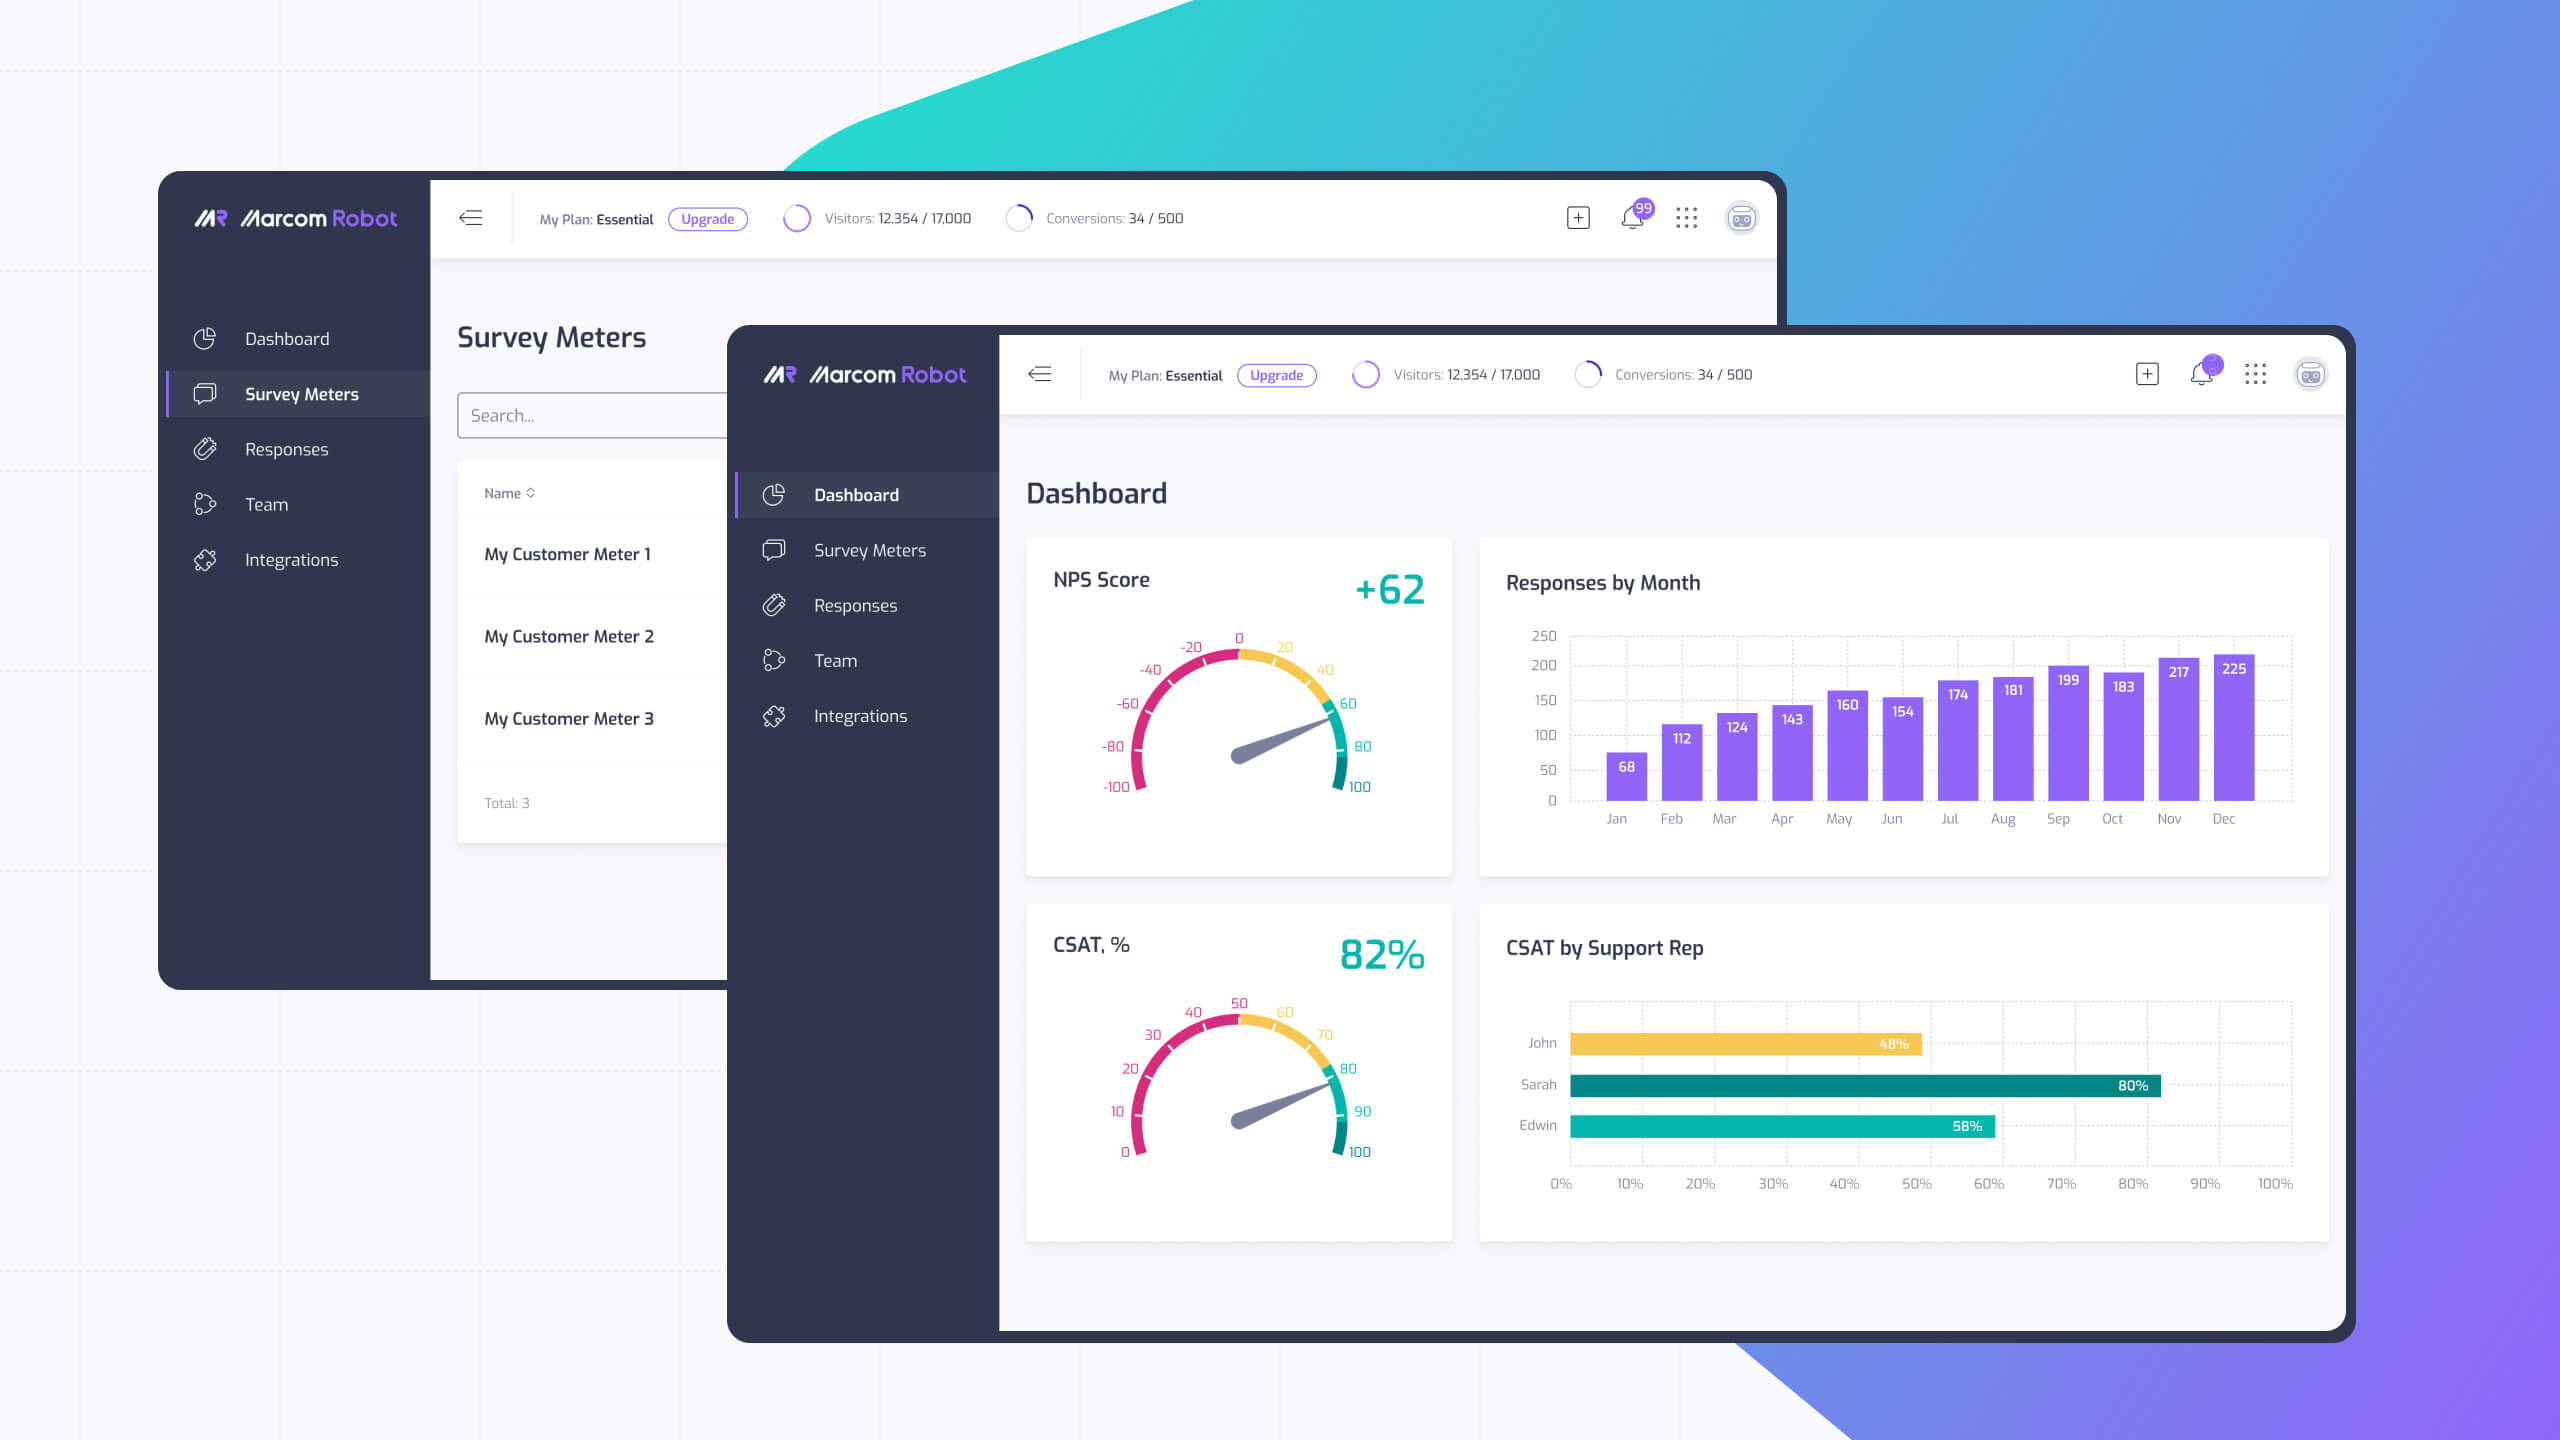 MR Marcom Robot
My Plan: Essential Upgrade Visitors: 12,354 / 17,000 Conversions: 34 / 500 99
Dashboard
Survey Meters
Responses
Team
Integrations
Survey Meters
Search...
Name
My Customer Meter 1
My Customer Meter 2
My Customer Meter 3
Total: 3
MR Marcom Robot
My Plan: Essential Upgrade Visitors: 12,354 / 17,000 Conversions: 34 / 500
Dashboard
Survey Meters
Responses
Team
Integrations
Dashboard
NPS Score +62
-100
-80
-60
-40
-20
0
20
40
60
80
100
Responses by Month
250
200
150
100
50
0
68 112 124 143 160 154 174 181 199 183 217 225
Jan Feb Mar Apr May Jun Jul Aug Sep Oct Nov Dec
CSAT, % 82%
0
10
20
30
40
50
60
70
80
90
100
CSAT by Support Rep
John 48%
Sarah 80%
Edwin 58%
0% 10% 20% 30% 40% 50% 60% 70% 80% 90% 100%